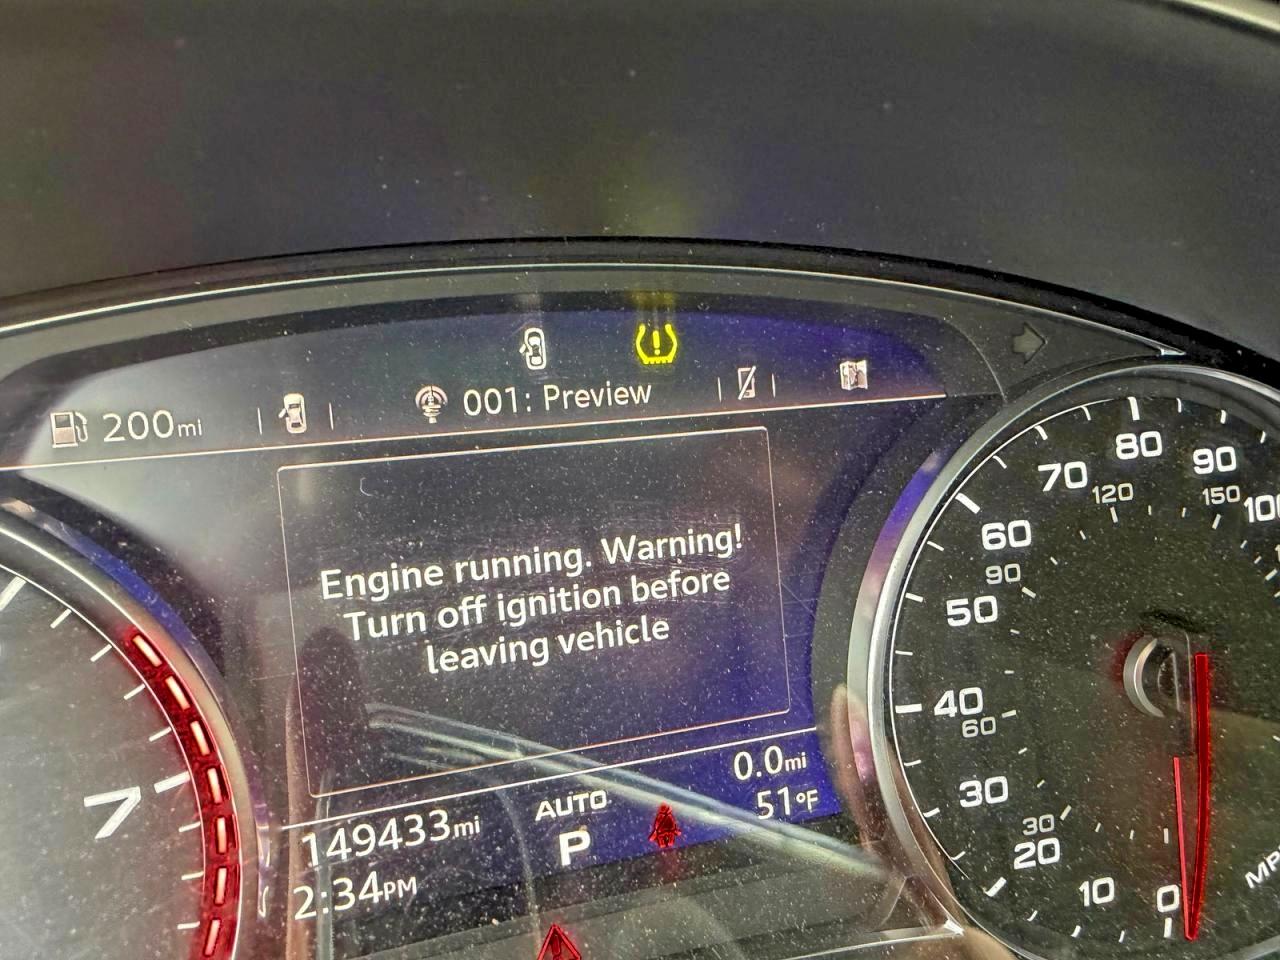 200mi
001: Preview
Engine running. Warning!
Turn off ignition before
leaving vehicle
0.0mi
AUTO
51°F
149433mi
P
2:34PM
7
0
10
20
30
30
40
60
50
60
90
70
80
120
90
150